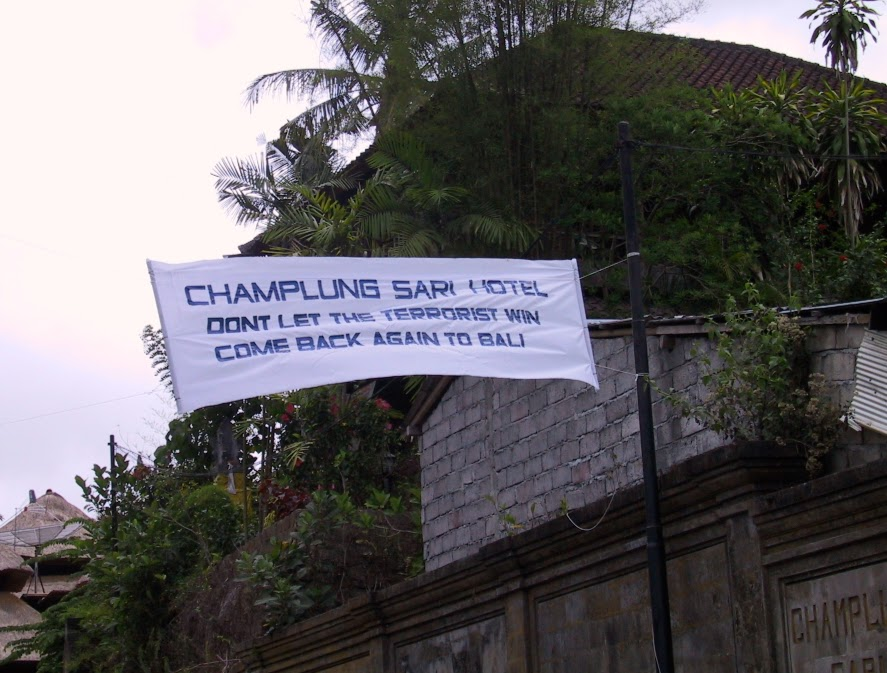 CHAMPLUNG SARI HOTEL
DONT LET THE TERRORIST WIN
COME BACK AGAIN TO BALI